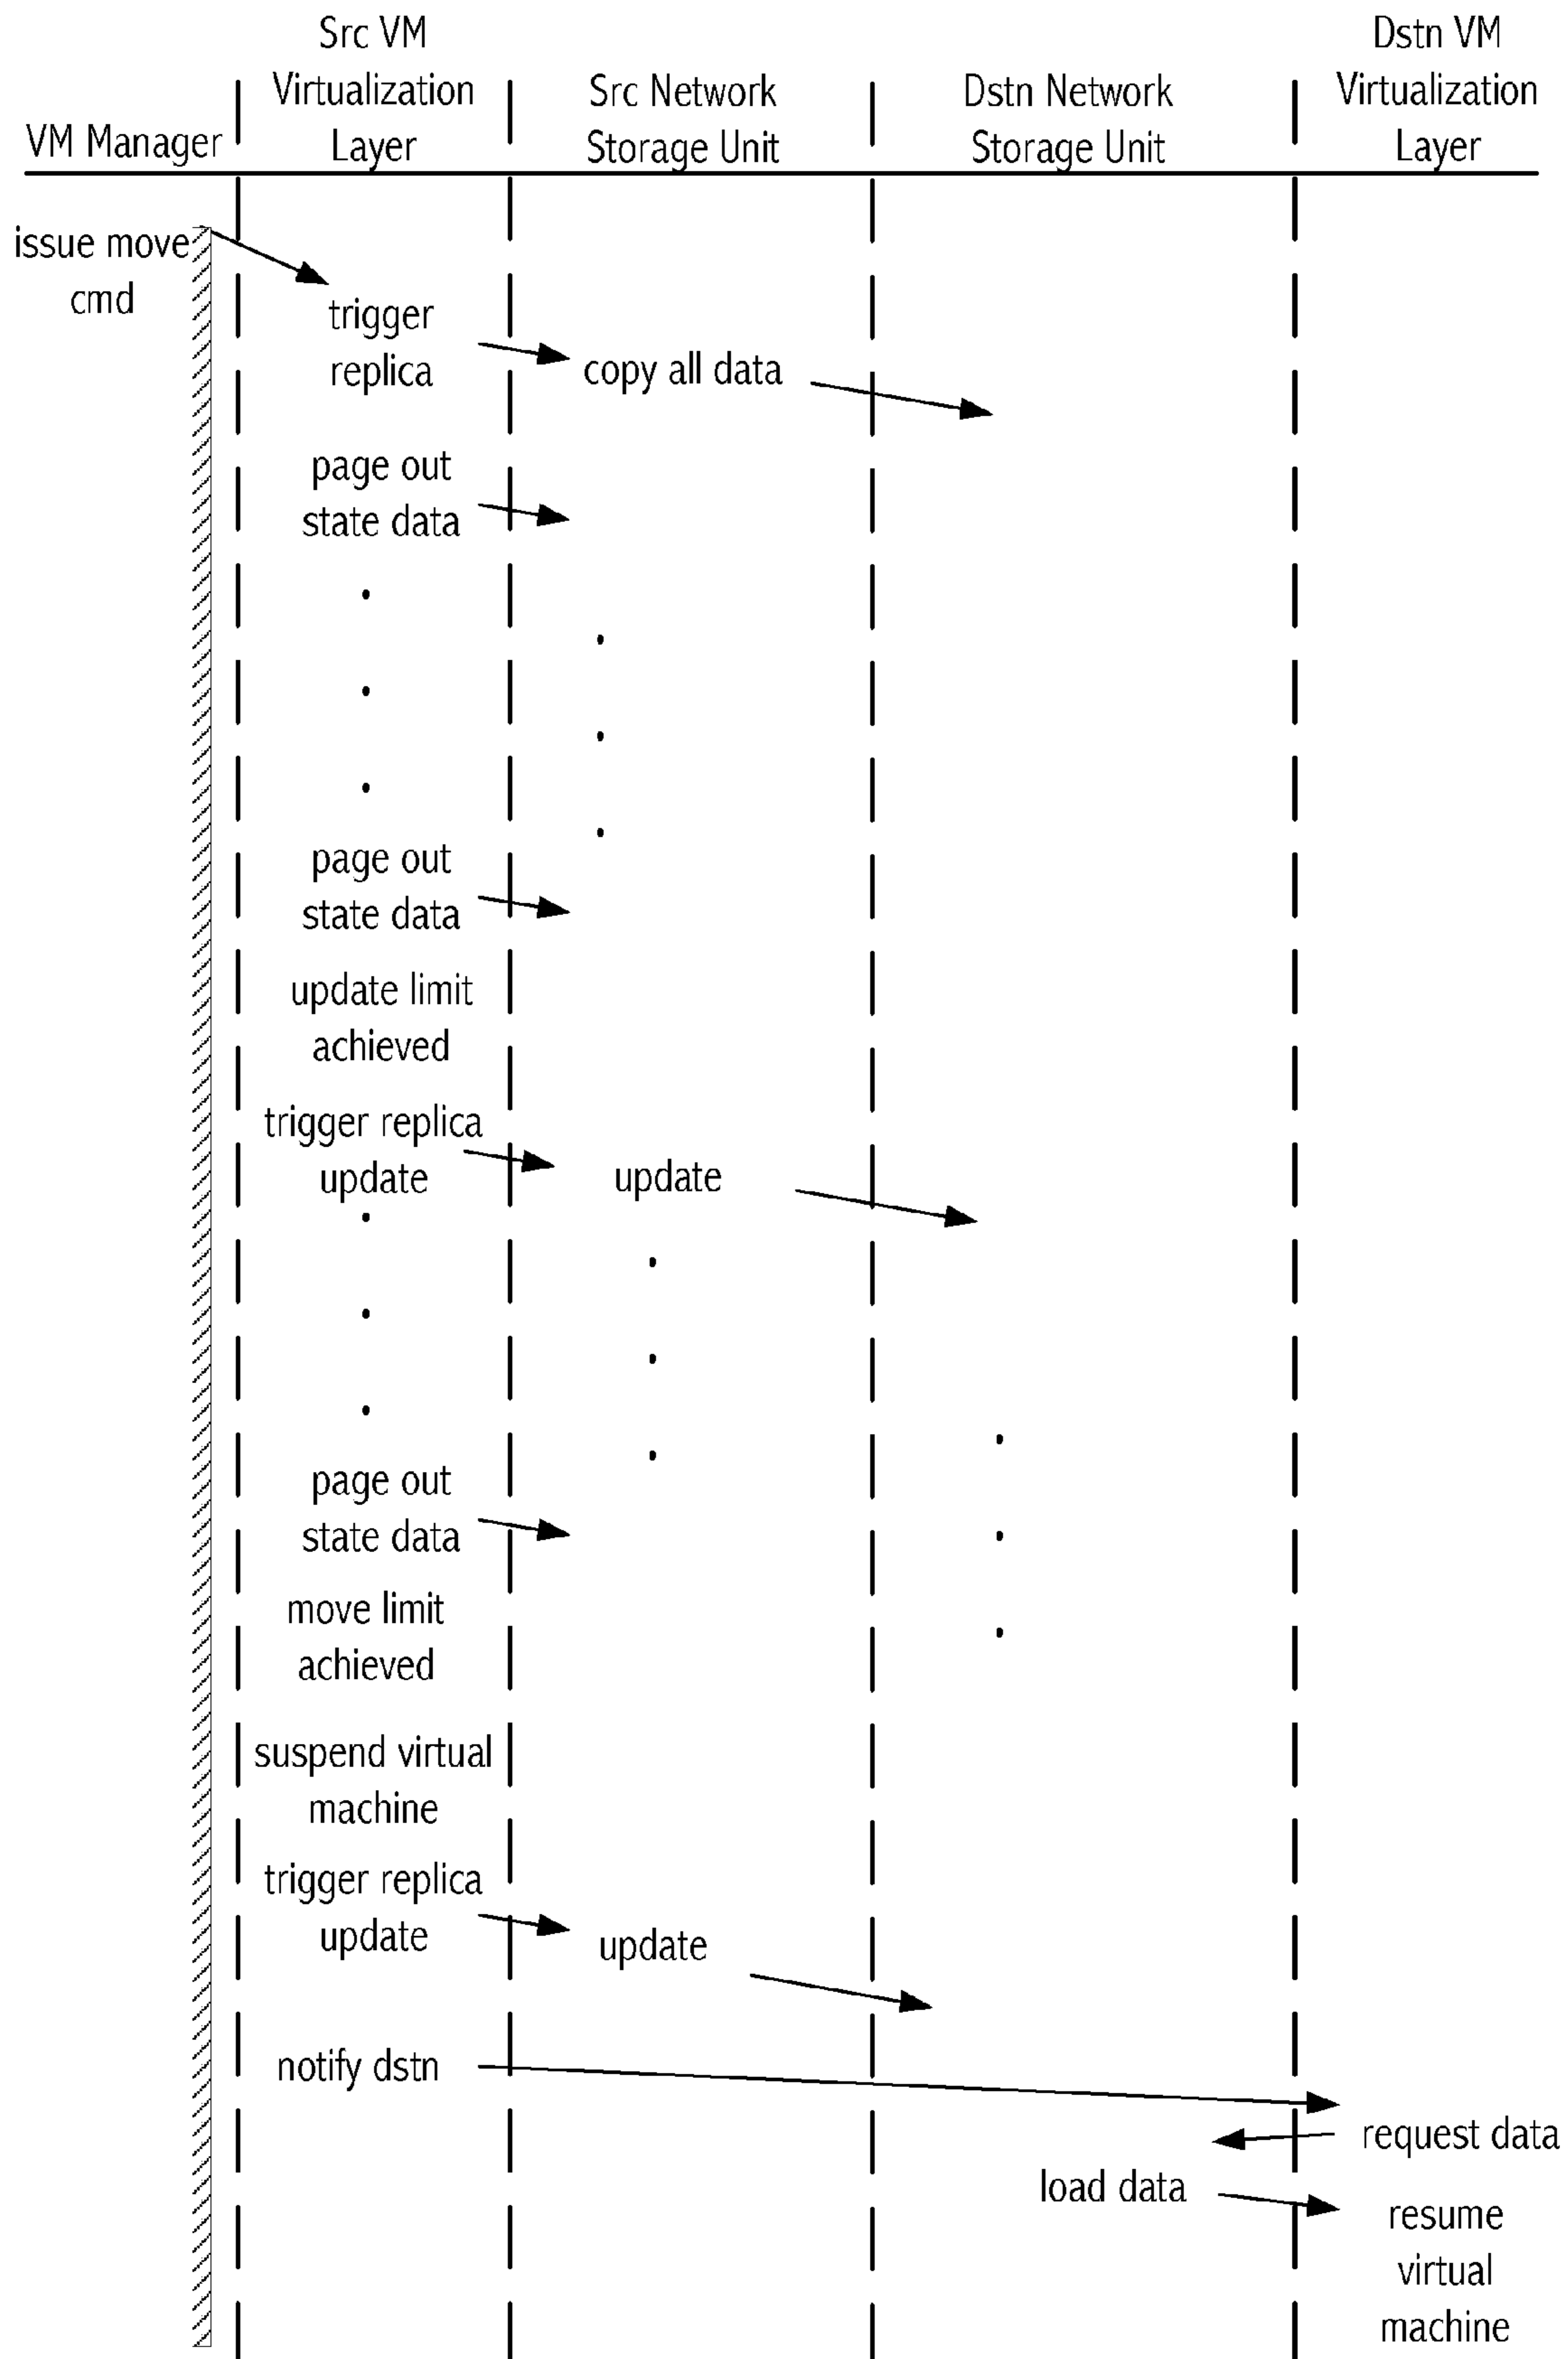 Src VM
Virtualization
Layer
Dstn VM
Virtualization
Layer
Src Network
Storage Unit
Dstn Network
Storage Unit
VM Manager
issue move
cmd
trigger
replica
copy all data
page out
state data
page out
state data
update limit
achieved
trigger replica
update
update
page out
state data
move limit
achieved
suspend virtual
machine
trigger replica
update
update
notify dstn
request data
load data
resume
virtual
machine